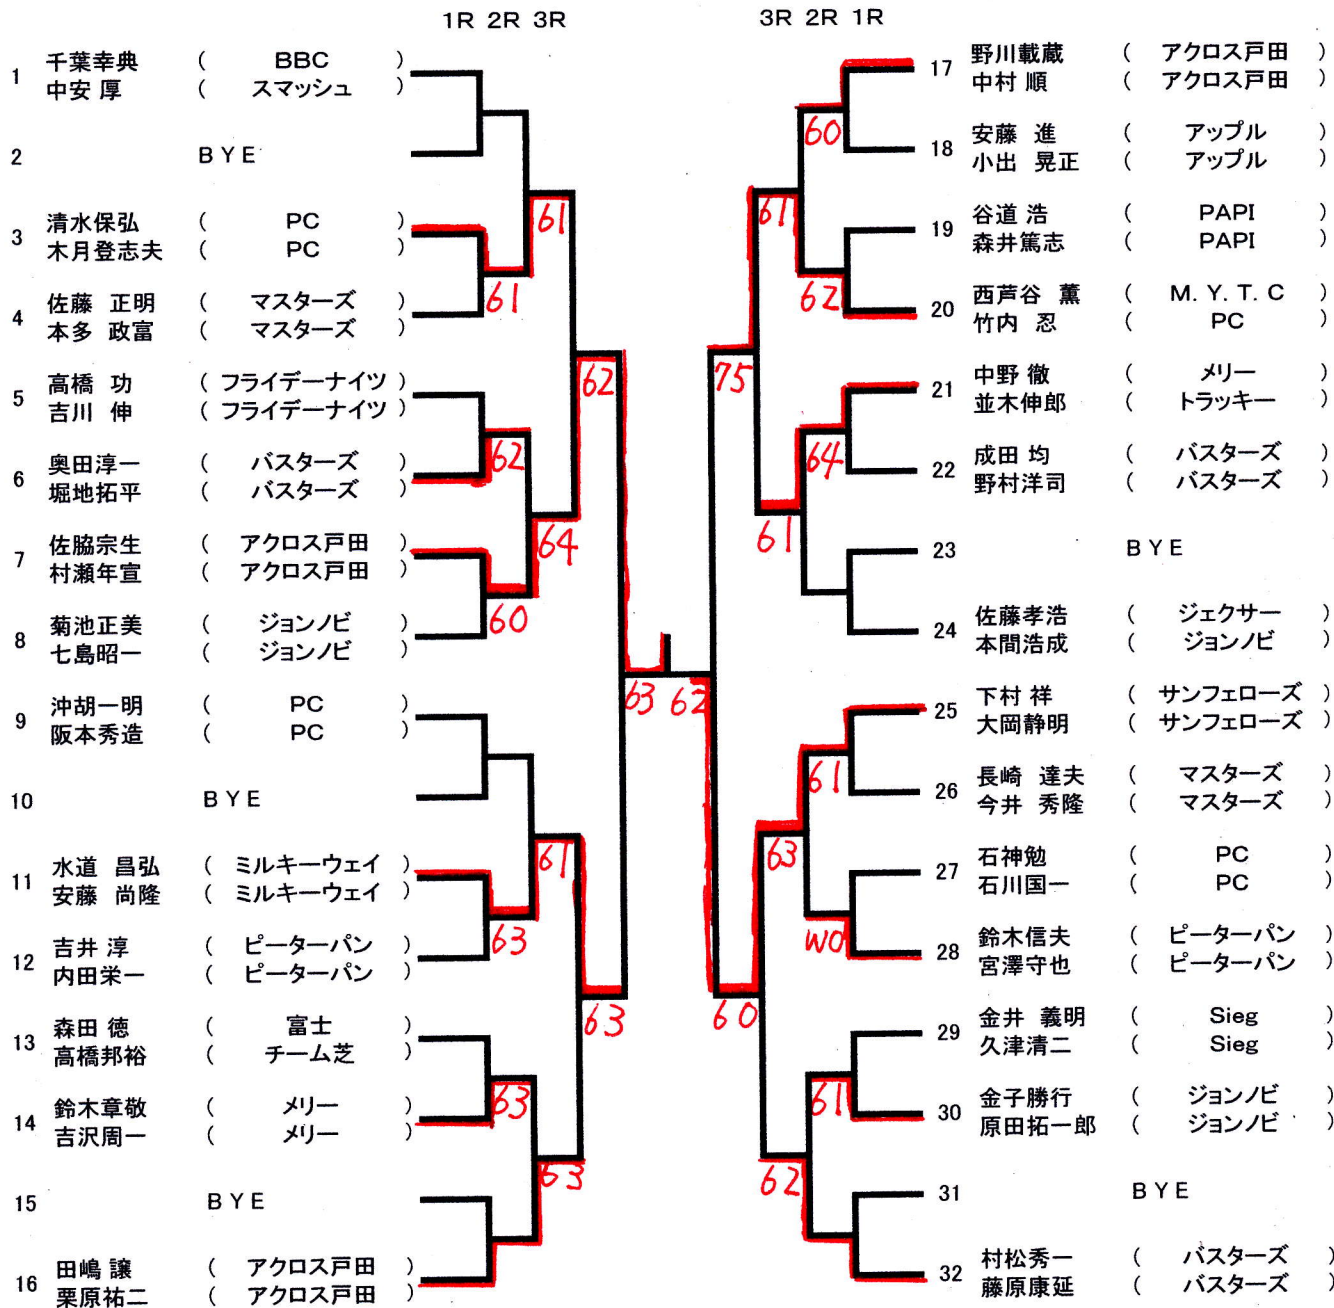 1R 2R 3R
3R 2R 1R
1 千葉幸典 ( BBC )
中安 厚 ( スマッシュ )
2 BYE
3 清水保弘 ( PC )
木月登志夫 ( PC )
4 佐藤 正明 ( マスターズ )
本多 政富 ( マスターズ )
5 高橋 功 ( フライデーナイツ )
吉川 伸 ( フライデーナイツ )
6 奥田淳一 ( バスターズ )
堀地拓平 ( バスターズ )
7 佐脇宗生 ( アクロス戸田 )
村瀬年宣 ( アクロス戸田 )
8 菊池正美 ( ジョンノビ )
七島昭一 ( ジョンノビ )
9 沖胡一明 ( PC )
阪本秀造 ( PC )
10 BYE
11 水道 昌弘 ( ミルキーウェイ )
安藤 尚隆 ( ミルキーウェイ )
12 吉井 淳 ( ピーターパン )
内田栄一 ( ピーターパン )
13 森田 徳 ( 富士 )
高橋邦裕 ( チーム芝 )
14 鈴木章敬 ( メリー )
吉沢周一 ( メリー )
15 BYE
16 田嶋 譲 ( アクロス戸田 )
栗原祐二 ( アクロス戸田 )
61
61
62
62
64
60
61
63
63
63
63
63 62
60
61
62
75
64
61
61
63
WO
60
61
62
17 野川載蔵 ( アクロス戸田 )
中村 順 ( アクロス戸田 )
18 安藤 進 ( アップル )
小出 晃正 ( アップル )
19 谷道 浩 ( PAPI )
森井篤志 ( PAPI )
20 西芦谷 薫 ( M. Y. T. C )
竹内 忍 ( PC )
21 中野 徹 ( メリー )
並木伸郎 ( トラッキー )
22 成田 均 ( バスターズ )
野村洋司 ( バスターズ )
23 BYE
24 佐藤孝浩 ( ジェクサー )
本間浩成 ( ジョンノビ )
25 下村 祥 ( サンフェローズ )
大岡静明 ( サンフェローズ )
26 長崎 達夫 ( マスターズ )
今井 秀隆 ( マスターズ )
27 石神勉 ( PC )
石川国一 ( PC )
28 鈴木信夫 ( ピーターパン )
宮澤守也 ( ピーターパン )
29 金井 義明 ( Sieg )
久津清二 ( Sieg )
30 金子勝行 ( ジョンノビ )
原田拓一郎 ( ジョンノビ )
31 BYE
32 村松秀一 ( バスターズ )
藤原康延 ( バスターズ )